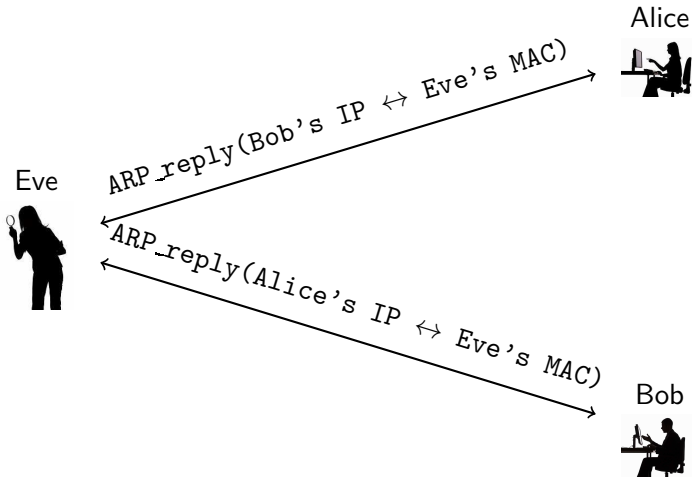 Alice
ARP_reply(Bob's IP ↔ Eve's MAC)
Eve
ARP_reply(Alice's IP ↔ Eve's MAC)
Bob